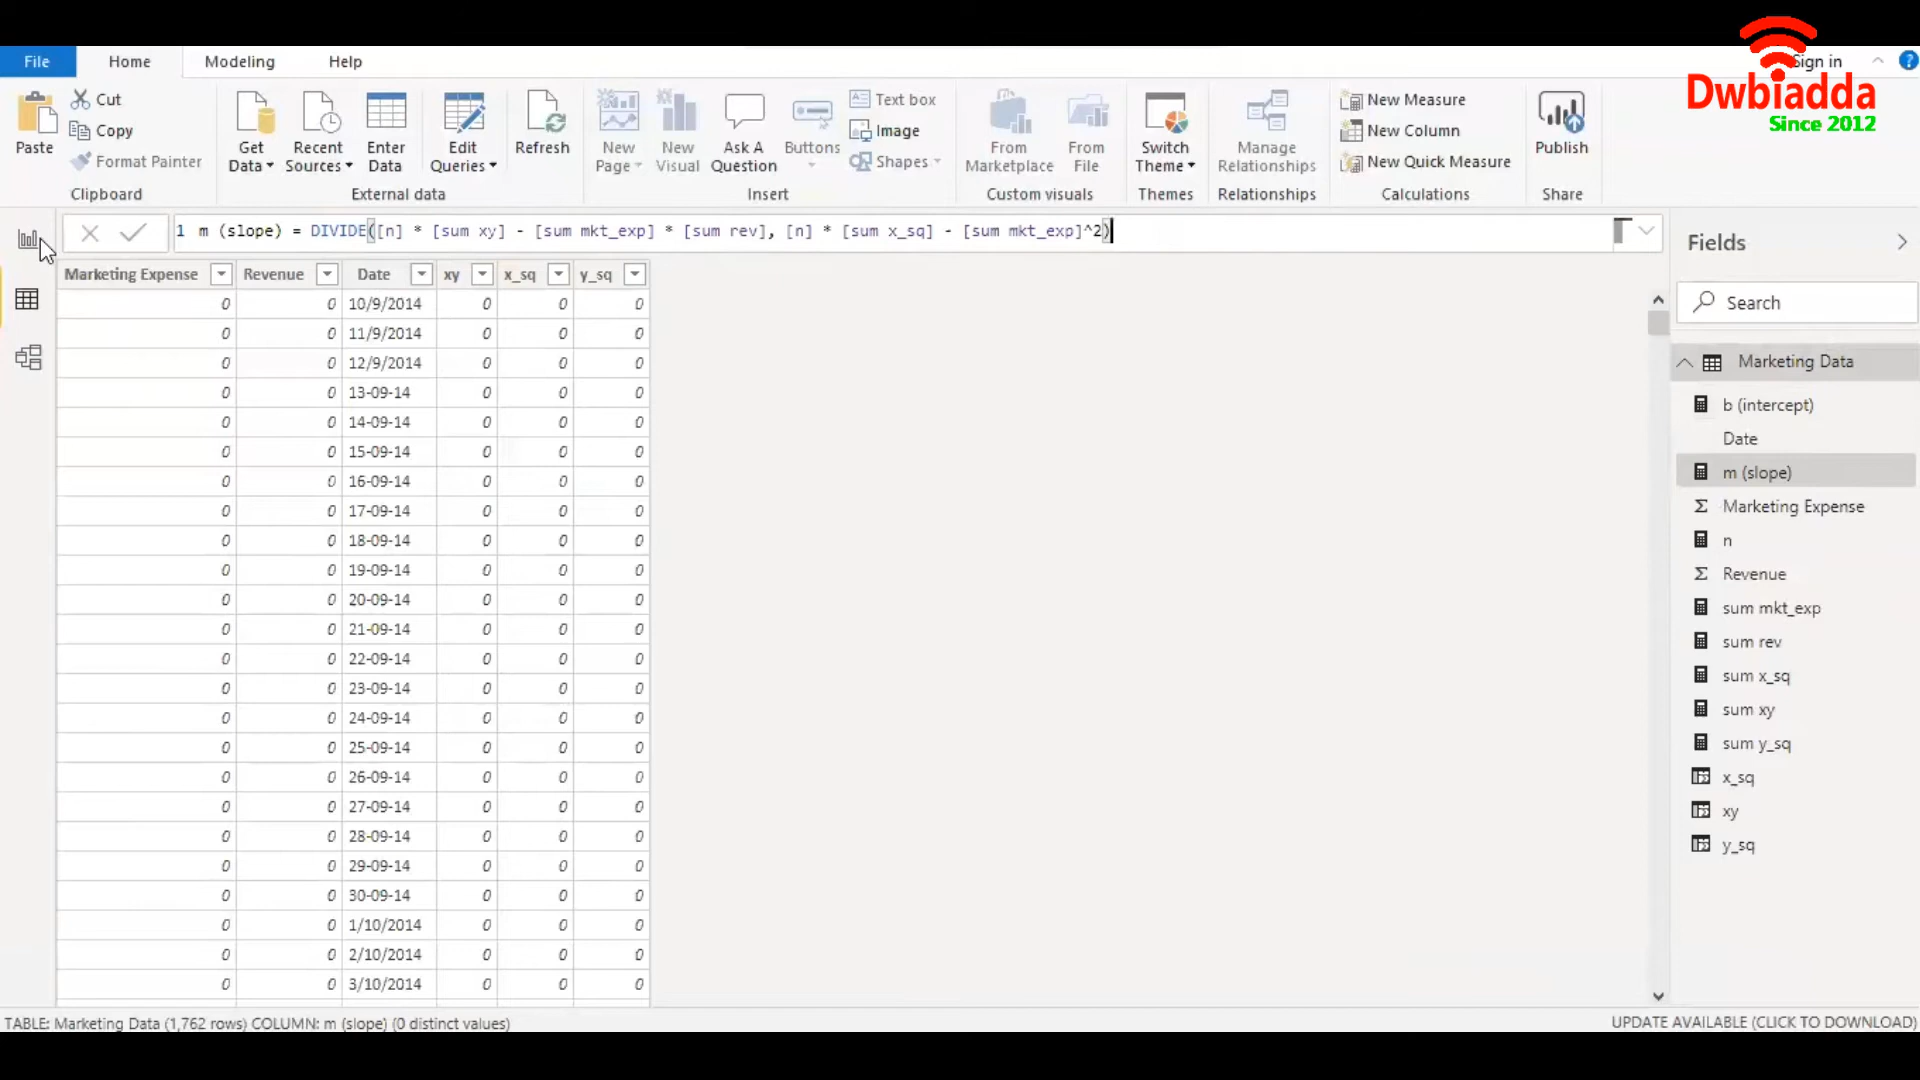 File Home Modeling Help Sign in
Dwbiadda
Since 2012
Paste Cut Copy Format Painter
Clipboard
Get Data Recent Sources Enter Data Edit Queries Refresh
External data
New Page New Visual Ask A Question Buttons Text box Image Shapes
Insert
From Marketplace From File
Custom visuals
Switch Theme
Themes
Manage Relationships
Relationships
New Measure New Column New Quick Measure
Calculations
Publish
Share
1 m (slope) = DIVIDE([n] * [sum xy] - [sum mkt_exp] * [sum rev], [n] * [sum x_sq] - [sum mkt_exp]^2)
Marketing Expense Revenue Date xy x_sq y_sq
0 0 10/9/2014 0 0 0
0 0 11/9/2014 0 0 0
0 0 12/9/2014 0 0 0
0 0 13-09-14 0 0 0
0 0 14-09-14 0 0 0
0 0 15-09-14 0 0 0
0 0 16-09-14 0 0 0
0 0 17-09-14 0 0 0
0 0 18-09-14 0 0 0
0 0 19-09-14 0 0 0
0 0 20-09-14 0 0 0
0 0 21-09-14 0 0 0
0 0 22-09-14 0 0 0
0 0 23-09-14 0 0 0
0 0 24-09-14 0 0 0
0 0 25-09-14 0 0 0
0 0 26-09-14 0 0 0
0 0 27-09-14 0 0 0
0 0 28-09-14 0 0 0
0 0 29-09-14 0 0 0
0 0 30-09-14 0 0 0
0 0 1/10/2014 0 0 0
0 0 2/10/2014 0 0 0
0 0 3/10/2014 0 0 0
Fields
Search
Marketing Data
b (intercept)
Date
m (slope)
Marketing Expense
n
Revenue
sum mkt_exp
sum rev
sum x_sq
sum xy
sum y_sq
x_sq
xy
y_sq
TABLE: Marketing Data (1,762 rows) COLUMN: m (slope) (0 distinct values)
UPDATE AVAILABLE (CLICK TO DOWNLOAD)